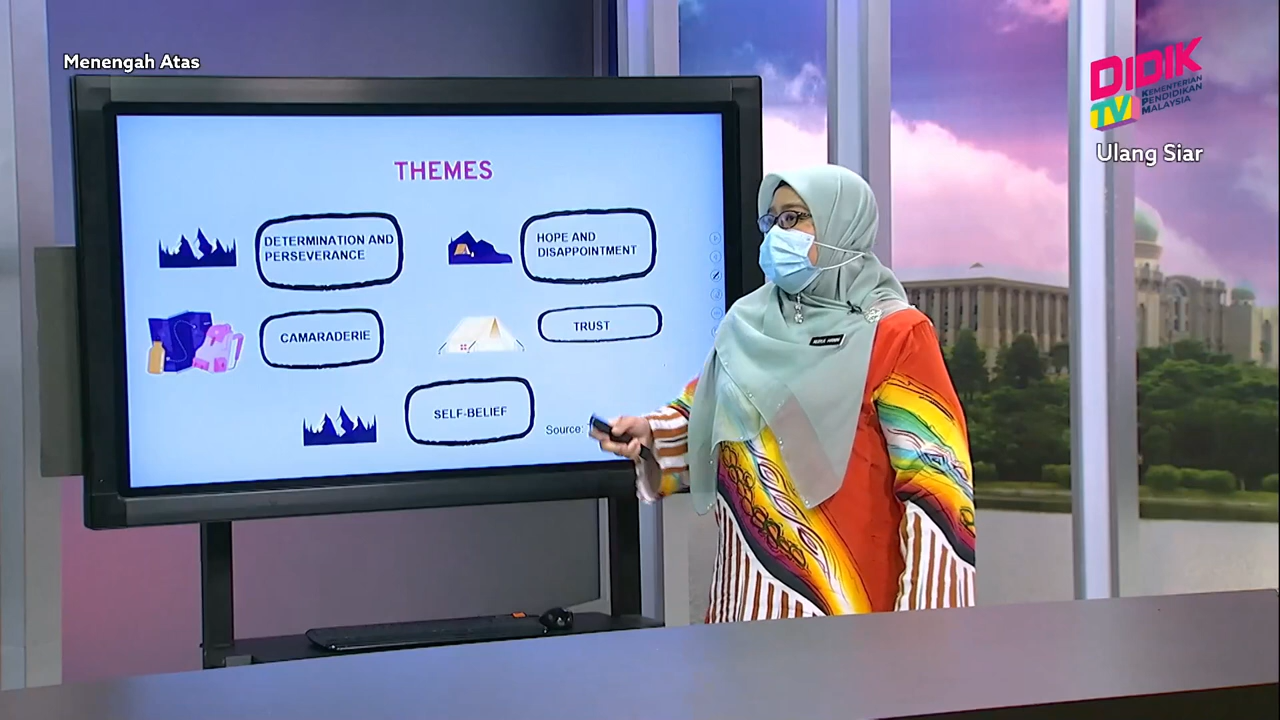 Menengah Atas
DIDIK
TV
KEMENTERIAN
PENDIDIKAN
MALAYSIA
Ulang Siar
THEMES
DETERMINATION AND
PERSEVERANCE
HOPE AND
DISAPPOINTMENT
CAMARADERIE
TRUST
SELF-BELIEF
Source: